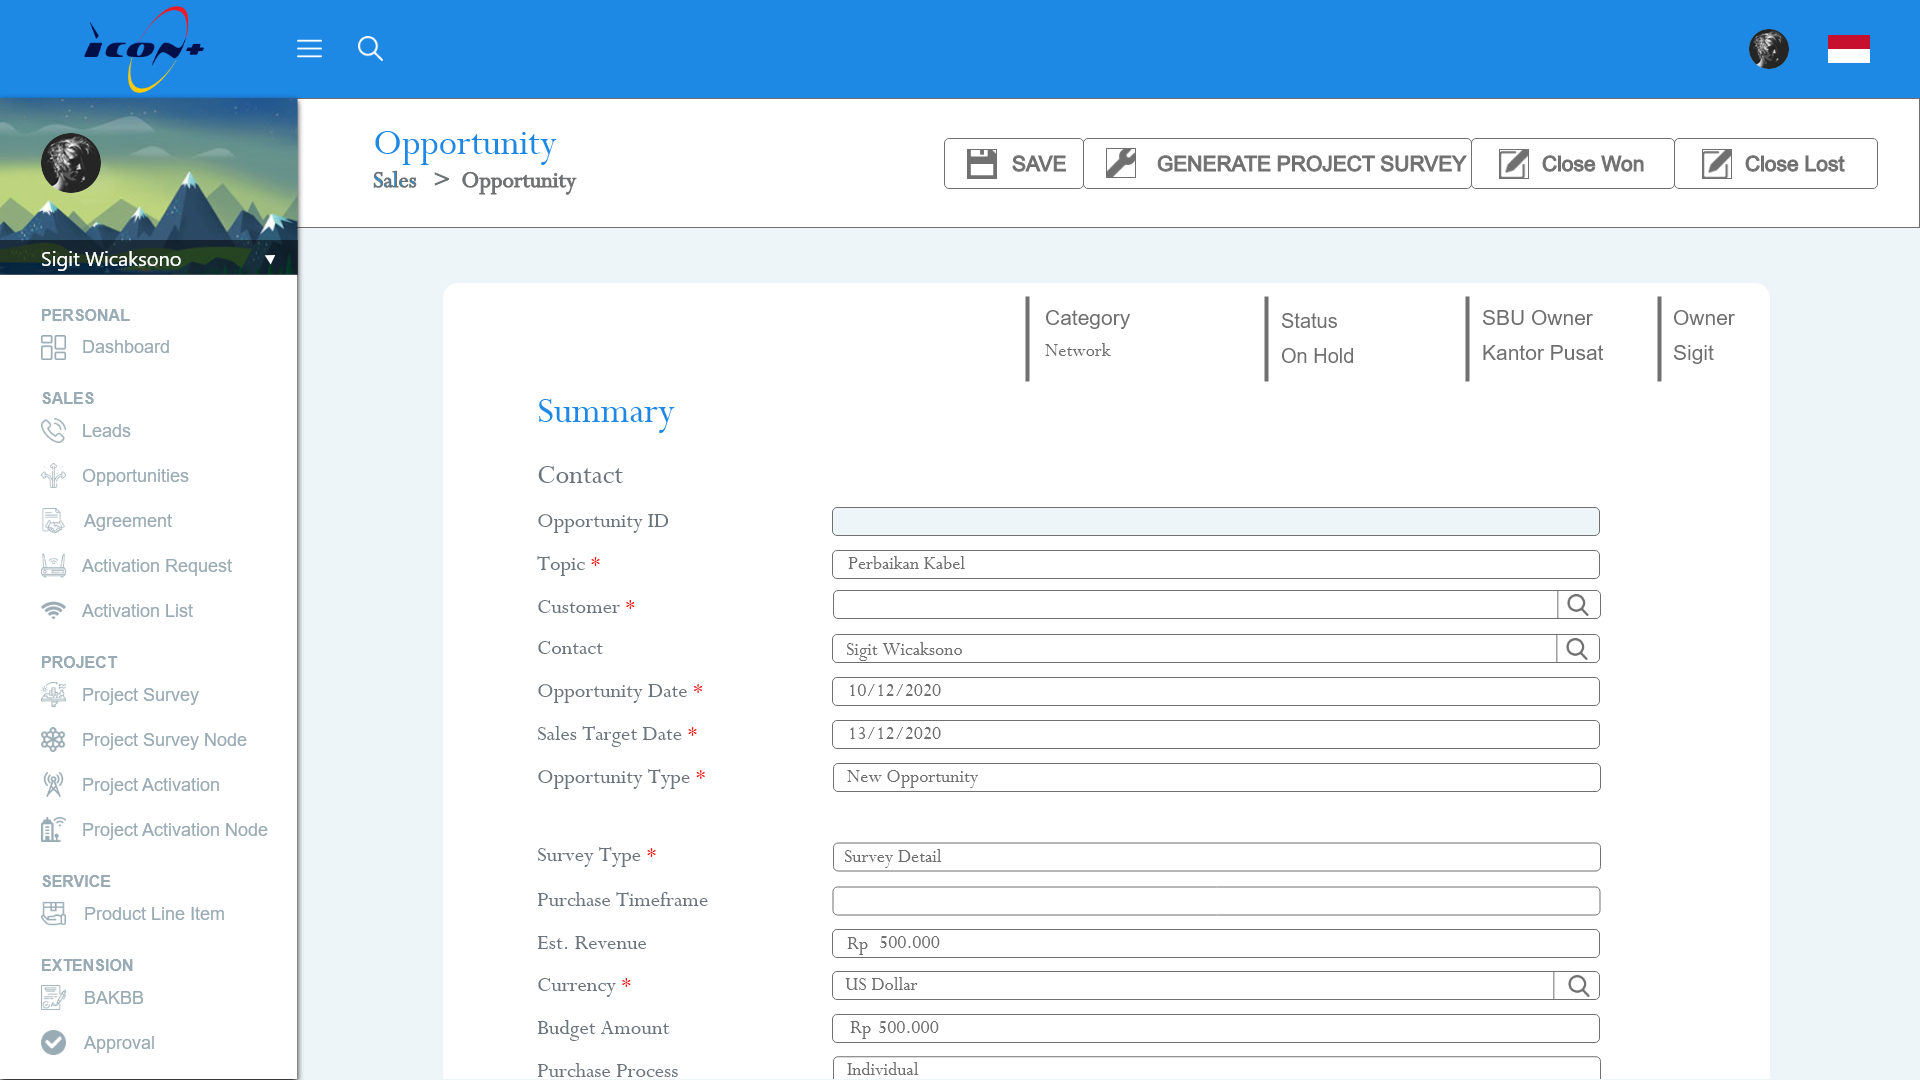 icon+
Opportunity
Sales > Opportunity
SAVE
GENERATE PROJECT SURVEY
Close Won
Close Lost
Sigit Wicaksono
PERSONAL
Dashboard
SALES
Leads
Opportunities
Agreement
Activation Request
Activation List
PROJECT
Project Survey
Project Survey Node
Project Activation
Project Activation Node
SERVICE
Product Line Item
EXTENSION
BAKBB
Approval
Category
Network
Status
On Hold
SBU Owner
Kantor Pusat
Owner
Sigit
Summary
Contact
Opportunity ID
Topic * Perbaikan Kabel
Customer *
Contact Sigit Wicaksono
Opportunity Date * 10/12/2020
Sales Target Date * 13/12/2020
Opportunity Type * New Opportunity
Survey Type * Survey Detail
Purchase Timeframe
Est. Revenue Rp 500.000
Currency * US Dollar
Budget Amount Rp 500.000
Purchase Process Individual